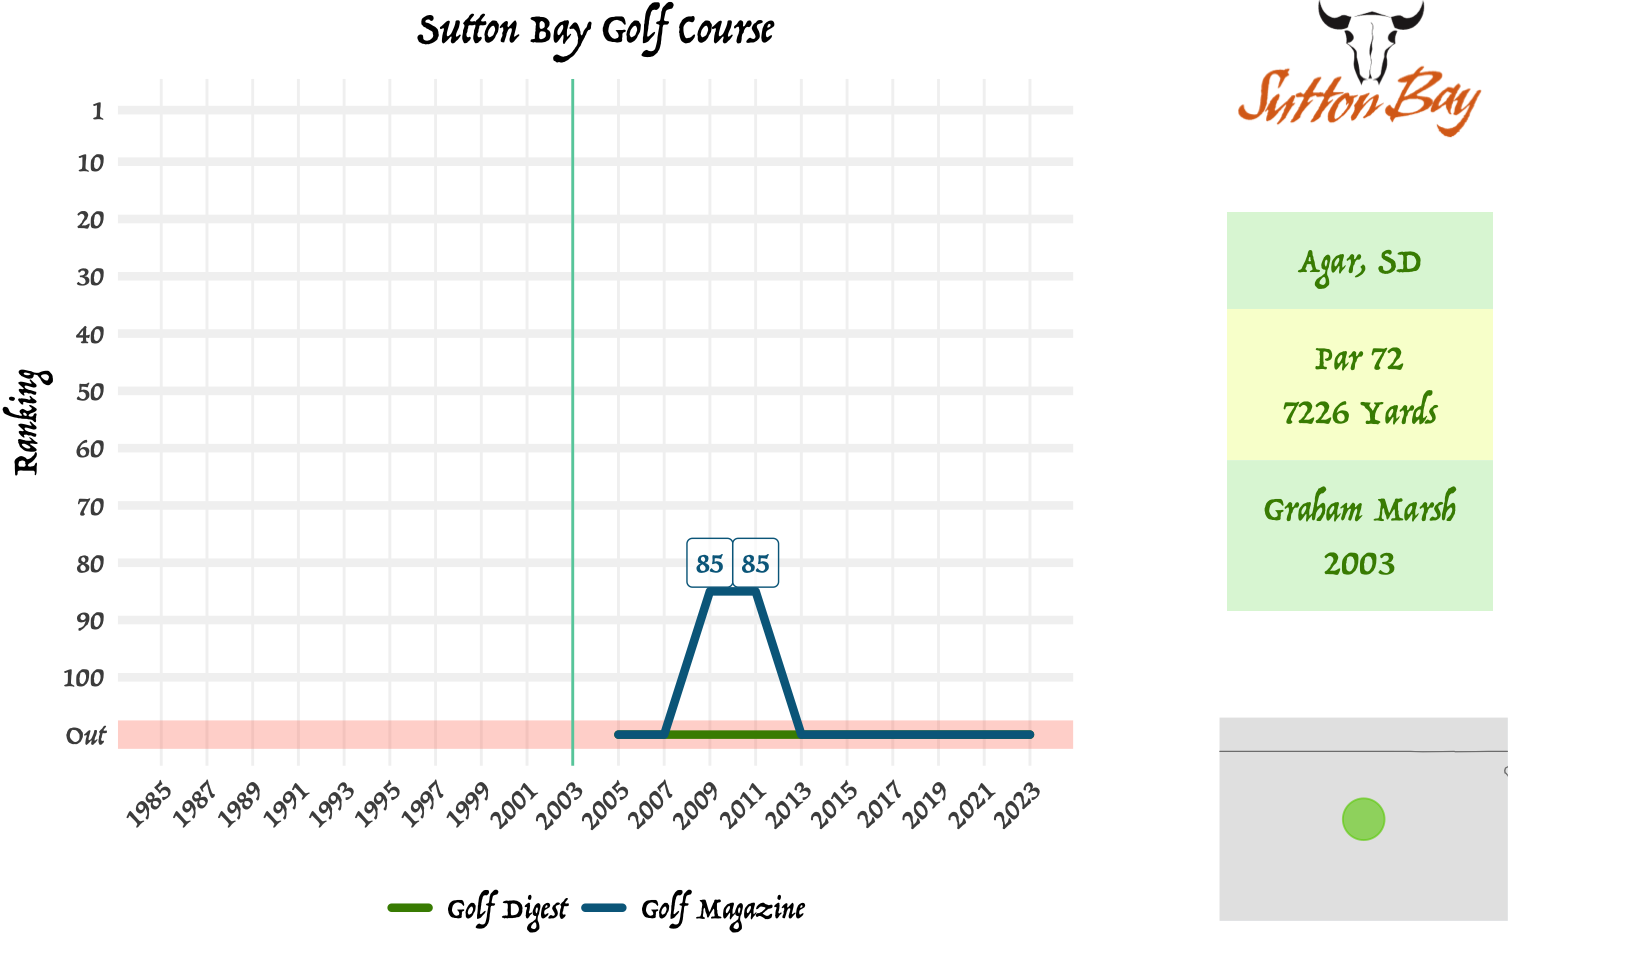 Sutton Bay Golf Course
Ranking
1
10
20
30
40
50
60
70
80
90
100
Out
85 85
1985 1987 1989 1991 1993 1995 1997 1999 2001 2003 2005 2007 2009 2011 2013 2015 2017 2019 2021 2023
Golf Digest Golf Magazine
Sutton Bay
Agar, SD
Par 72
7226 Yards
Graham Marsh
2003